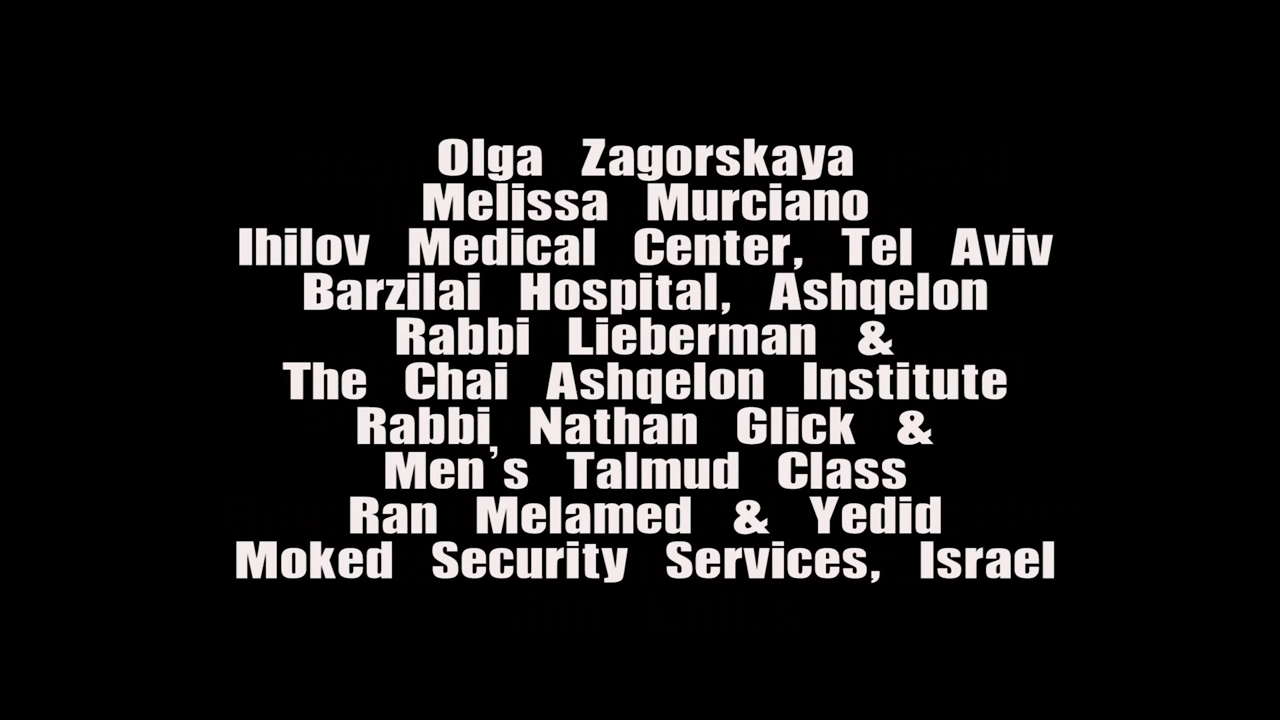 Olga Zagorskaya
Melissa Murciano
Ihilov Medical Center, Tel Aviv
Barzilai Hospital, Ashqelon
Rabbi Lieberman &
The Chai Ashqelon Institute
Rabbi Nathan Glick &
Men's Talmud Class
Ran Melamed & Yedid
Moked Security Services, Israel